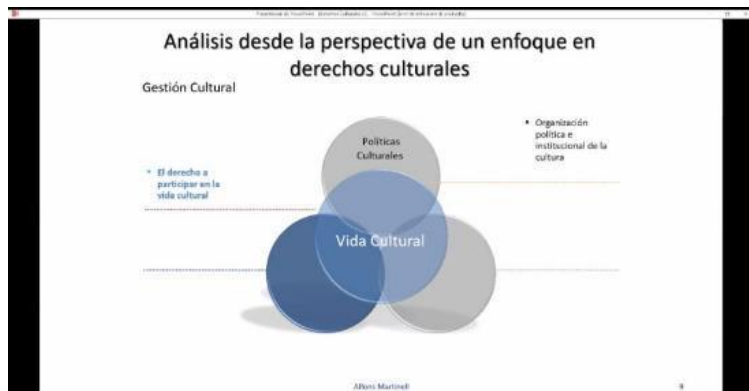 Análisis desde la perspectiva de un enfoque en
derechos culturales
Gestión Cultural
Políticas
Culturales
▪ Organización
política e
institucional de la
cultura
▪ El derecho a
participar en la
vida cultural
Vida Cultural
Alfons Martinell
9